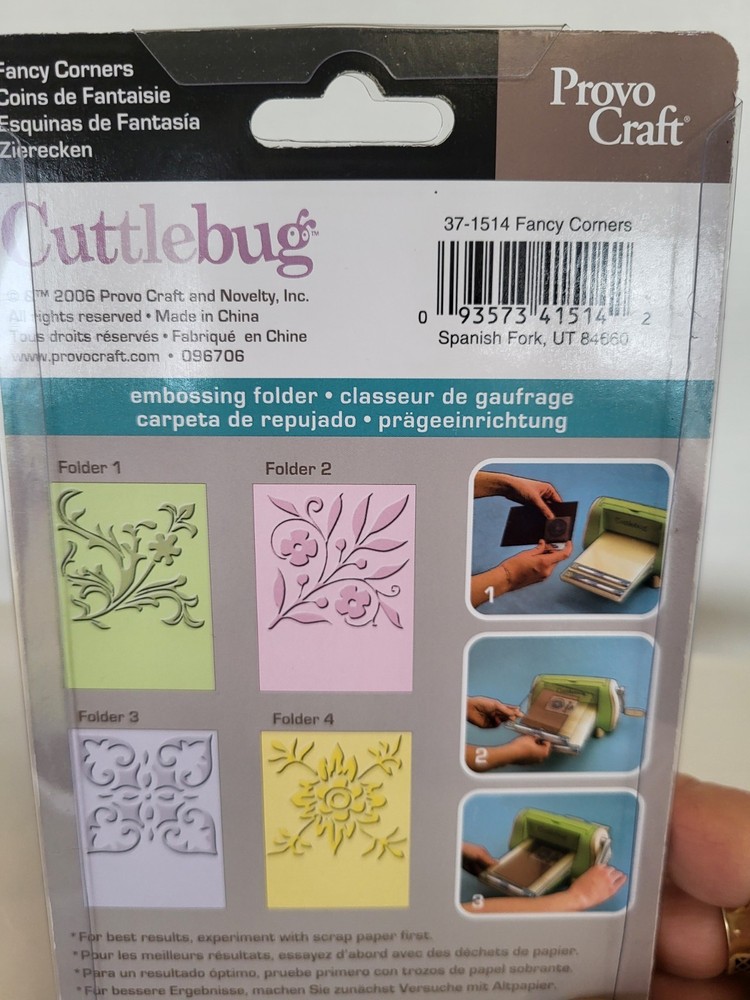 Fancy Corners
Coins de Fantaisie
Esquinas de Fantasía
Zierecken
Provo
Craft®
Cuttlebug™
37-1514 Fancy Corners
0 93573 41514 2
Spanish Fork, UT 84660
© &™ 2006 Provo Craft and Novelty, Inc.
All rights reserved • Made in China
Tous droits réservés • Fabriqué en Chine
www.provocraft.com • 096706
embossing folder • classeur de gaufrage
carpeta de repujado • prägeeinrichtung
Folder 1
Folder 2
Folder 3
Folder 4
1
2
3
*For best results, experiment with scrap paper first.
*Pour les meilleurs résultats, essayez d'abord avec des déchets de papier.
*Para un resultado óptimo, pruebe primero con trozos de papel sobrante.
*Für bessere Ergebnisse, machen Sie zunächst Versuche mit Altpapier.